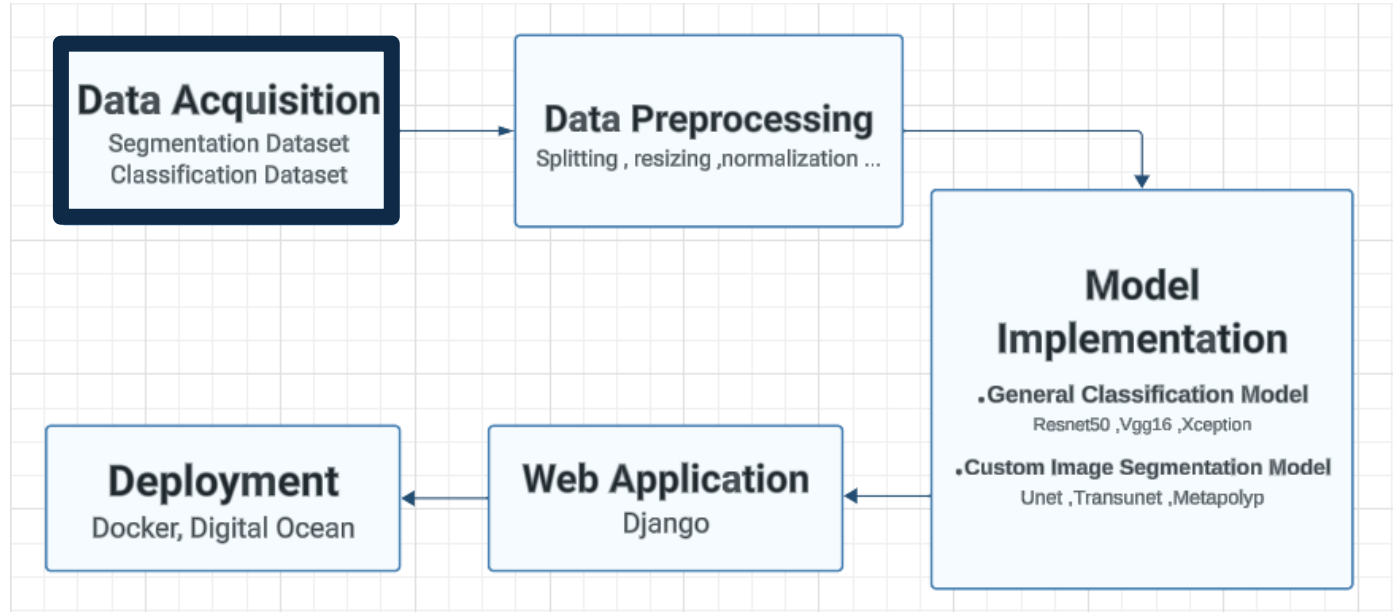 Data Acquisition
Segmentation Dataset
Classification Dataset
Data Preprocessing
Splitting , resizing ,normalization ...
Model
Implementation
.General Classification Model
Resnet50 ,Vgg16 ,Xception
.Custom Image Segmentation Model
Unet ,Transunet ,Metapolyp
Web Application
Django
Deployment
Docker, Digital Ocean